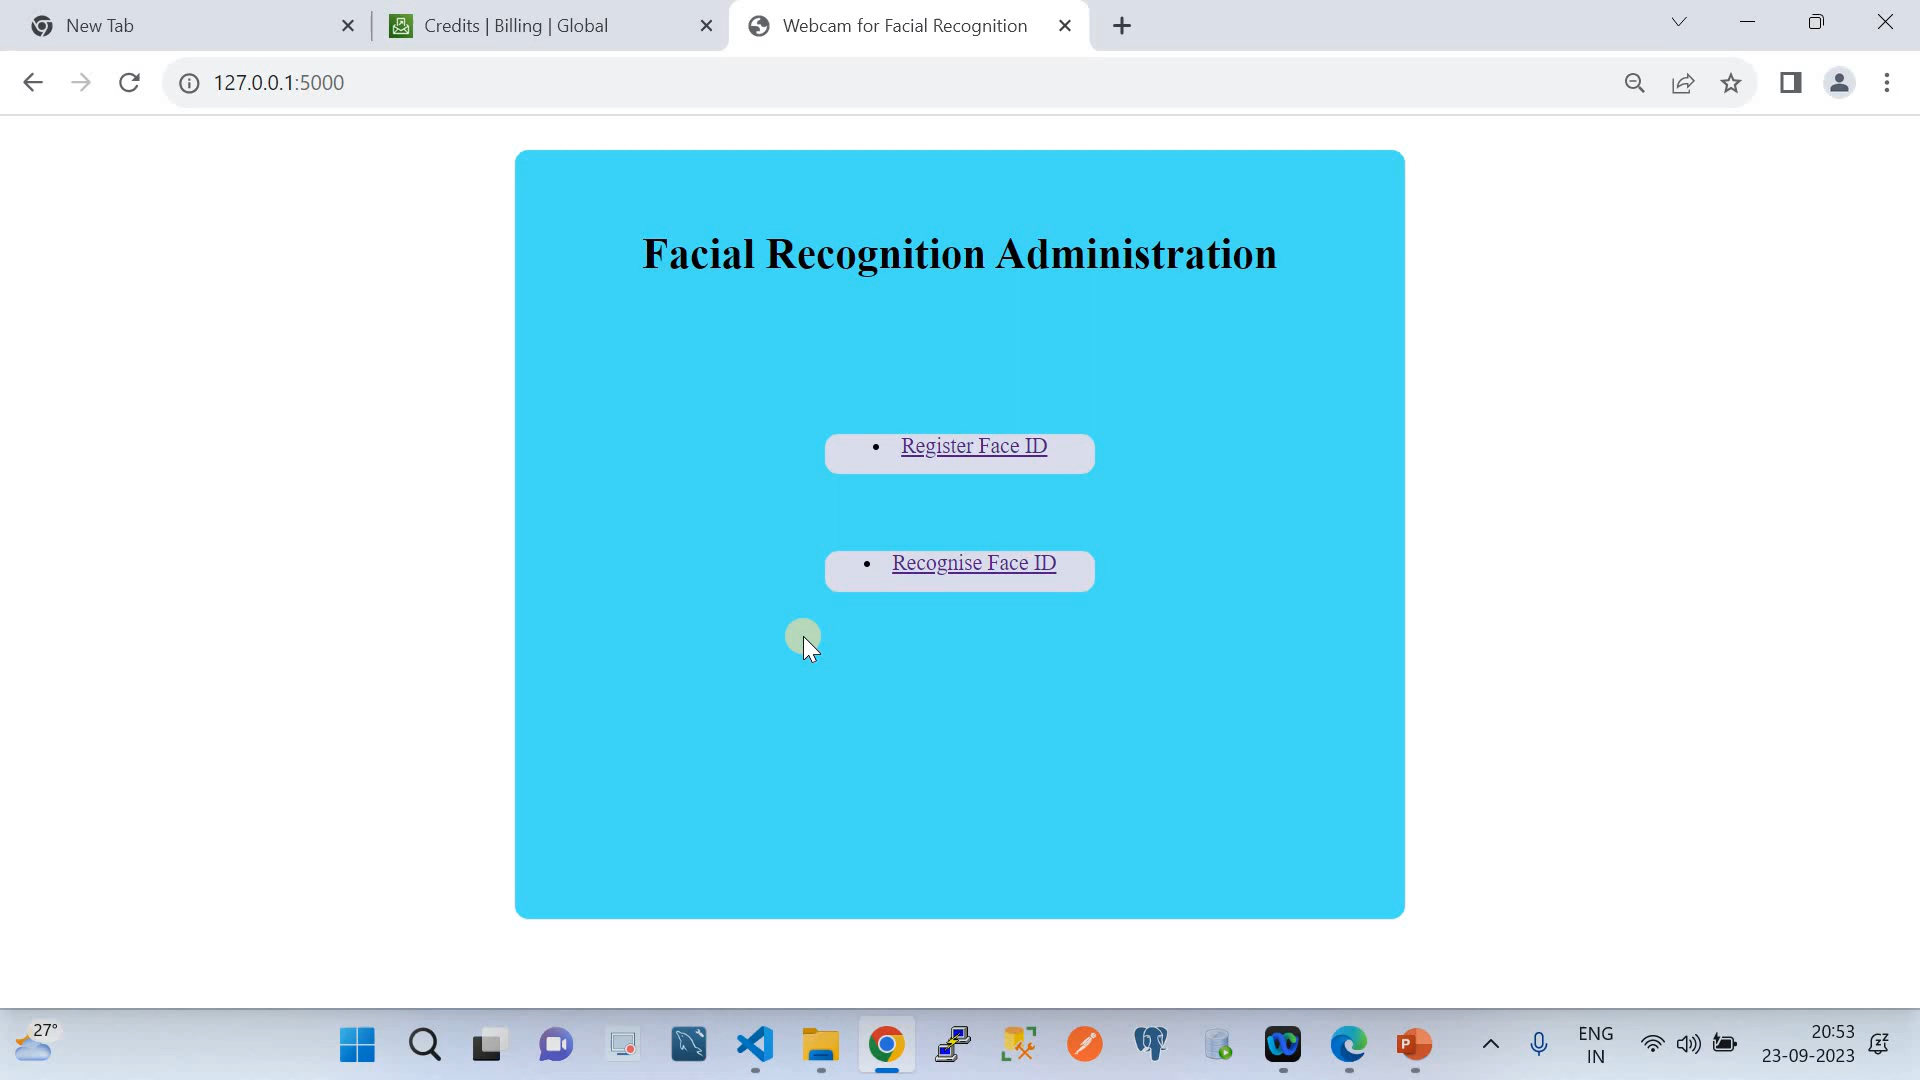 New Tab
Credits | Billing | Global
Webcam for Facial Recognition
127.0.0.1:5000
Facial Recognition Administration
• Register Face ID
• Recognise Face ID
27°
ENG
IN
20:53
23-09-2023